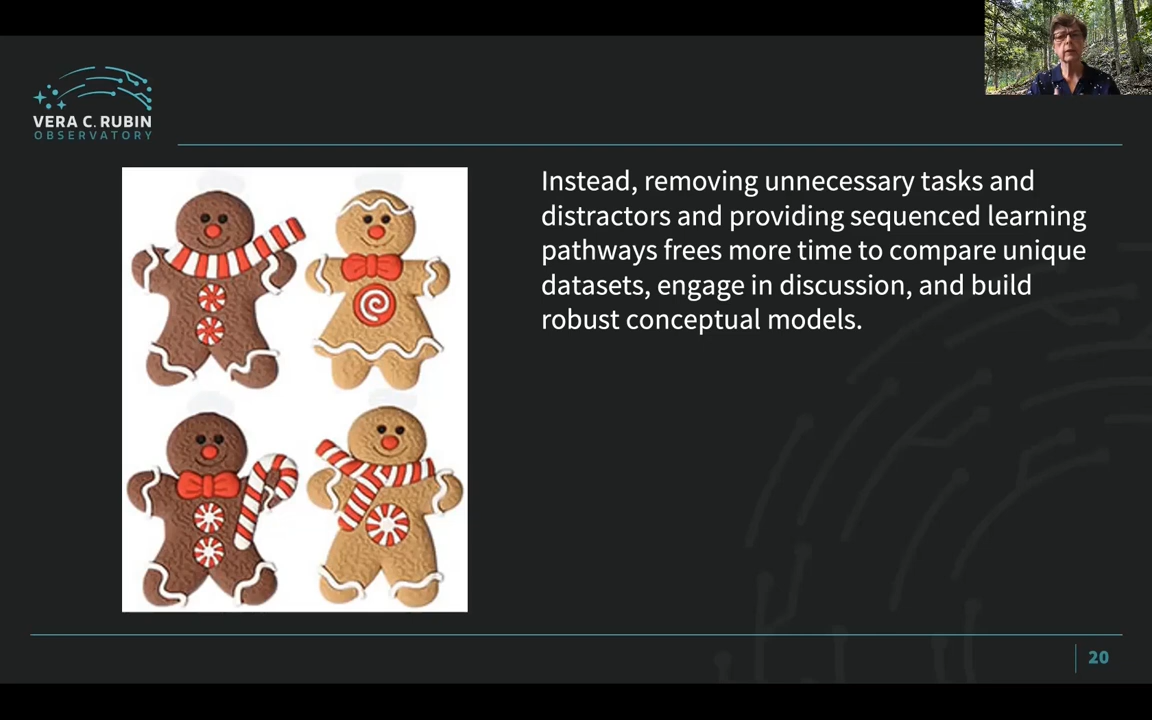 VERA C. RUBIN
OBSERVATORY
Instead, removing unnecessary tasks and
distractors and providing sequenced learning
pathways frees more time to compare unique
datasets, engage in discussion, and build
robust conceptual models.
20